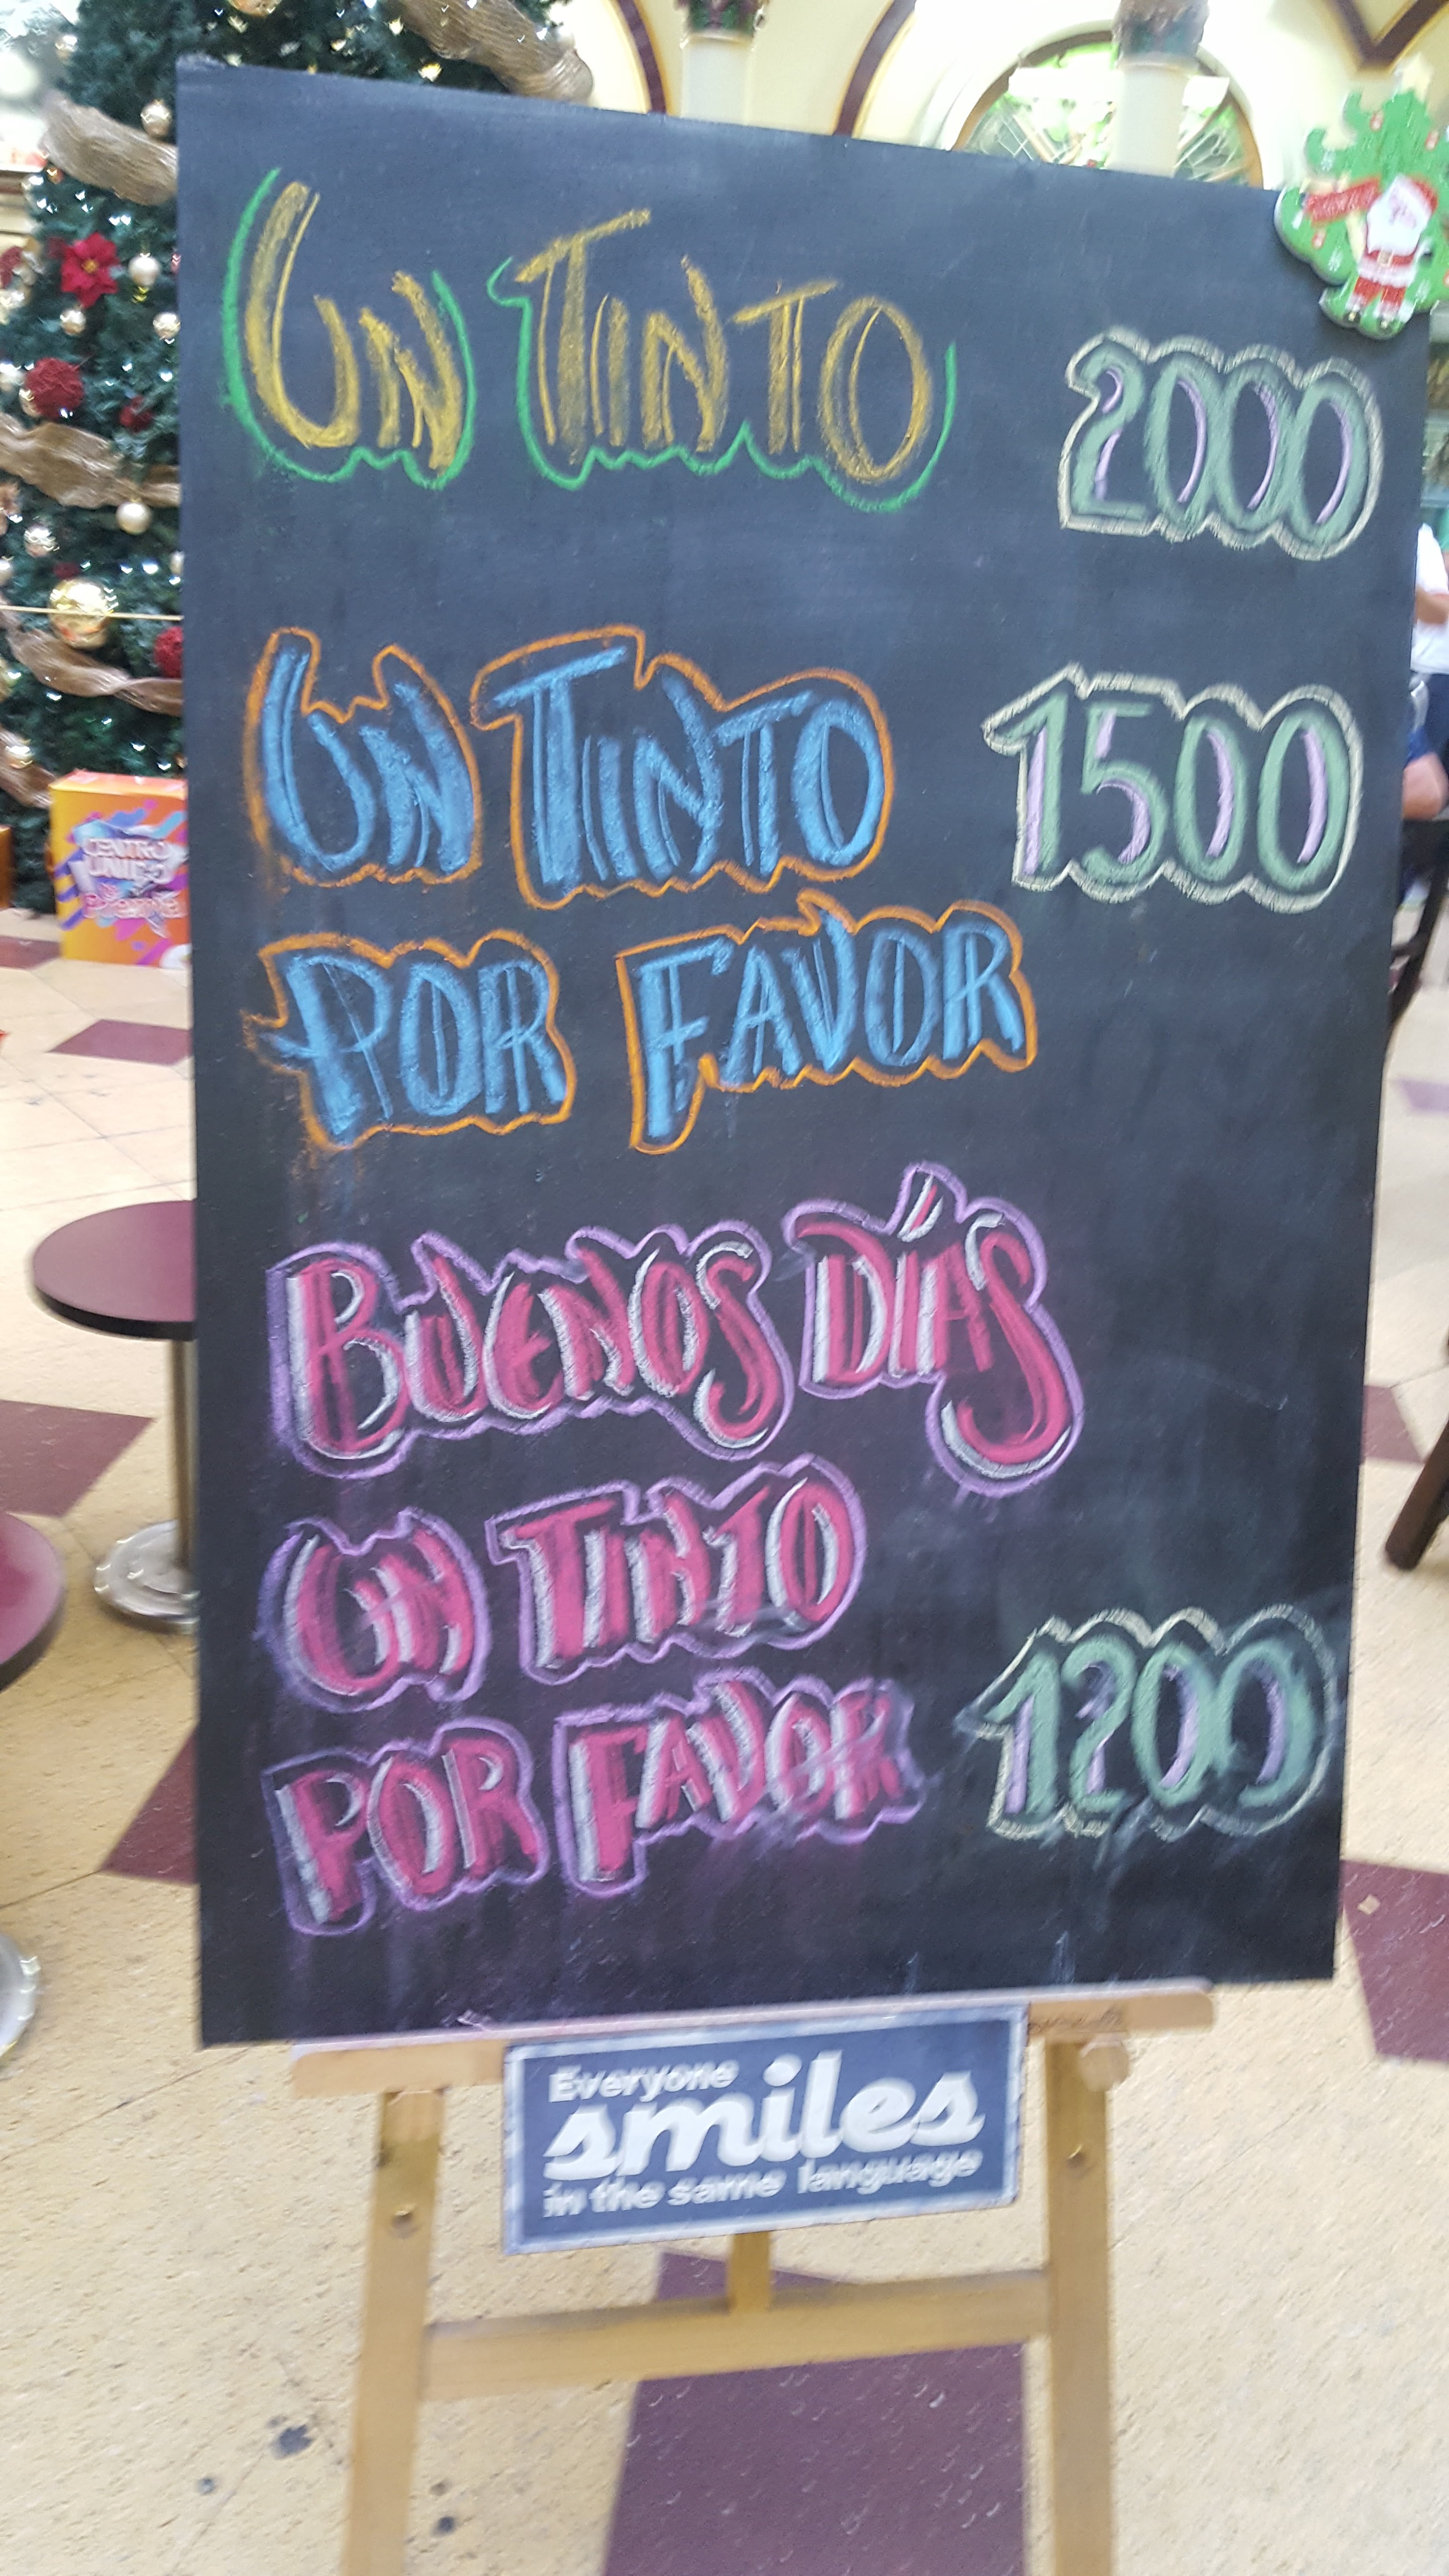 UN TINTO 2000
UN TINTO 1500
POR FAVOR
BUENOS DÍAS
UN TINTO
POR FAVOR 1200
Everyone
smiles
in the same language
CENTRO